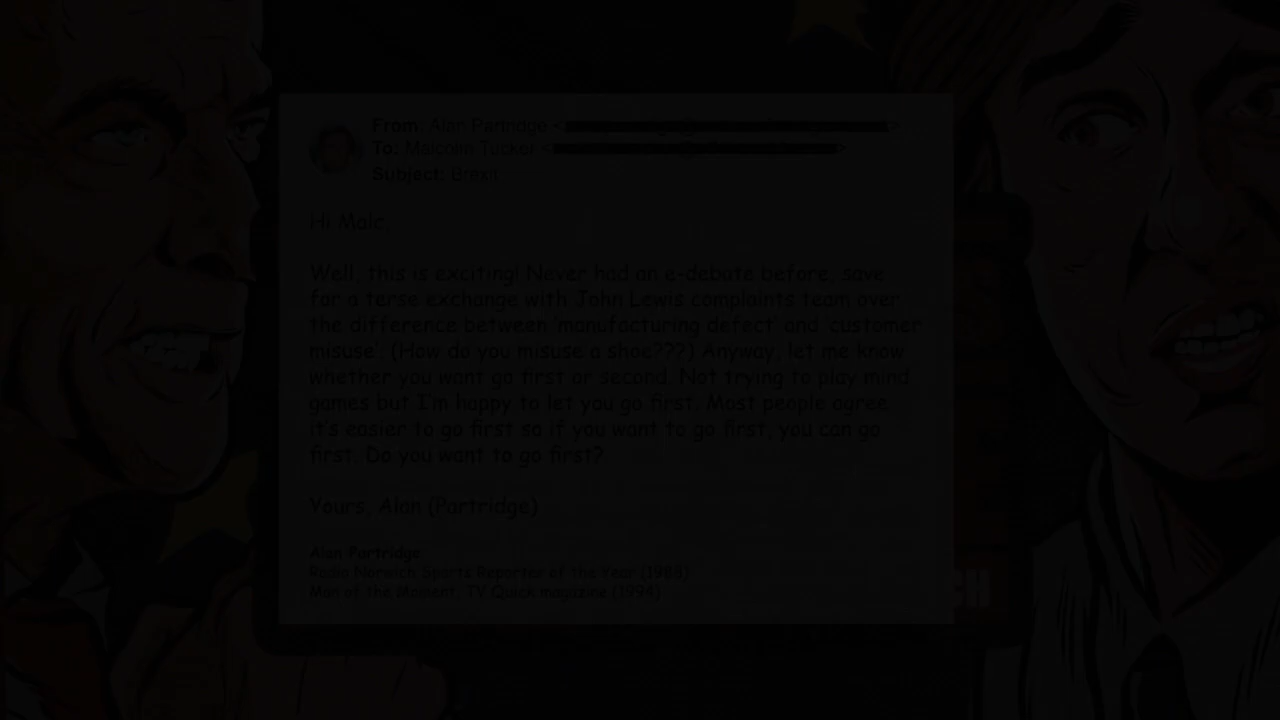 From: Alan Partridge <
To: Malcolm Tucker < >
Subject: Brexit
Hi Malc,
Well, this is exciting! Never had an e-debate before, save
for a terse exchange with John Lewis complaints team over
the difference between 'manufacturing defect' and 'customer
misuse'. (How do you misuse a shoe???) Anyway, let me know
whether you want go first or second. Not trying to play mind
games but I'm happy to let you go first. Most people agree
it's easier to go first so if you want to go first, you can go
first. Do you want to go first?
Yours, Alan (Partridge)
Alan Partridge
Radio Norwich Sports Reporter of the Year (1988)
Man of the Moment, TV Quick magazine (1994)